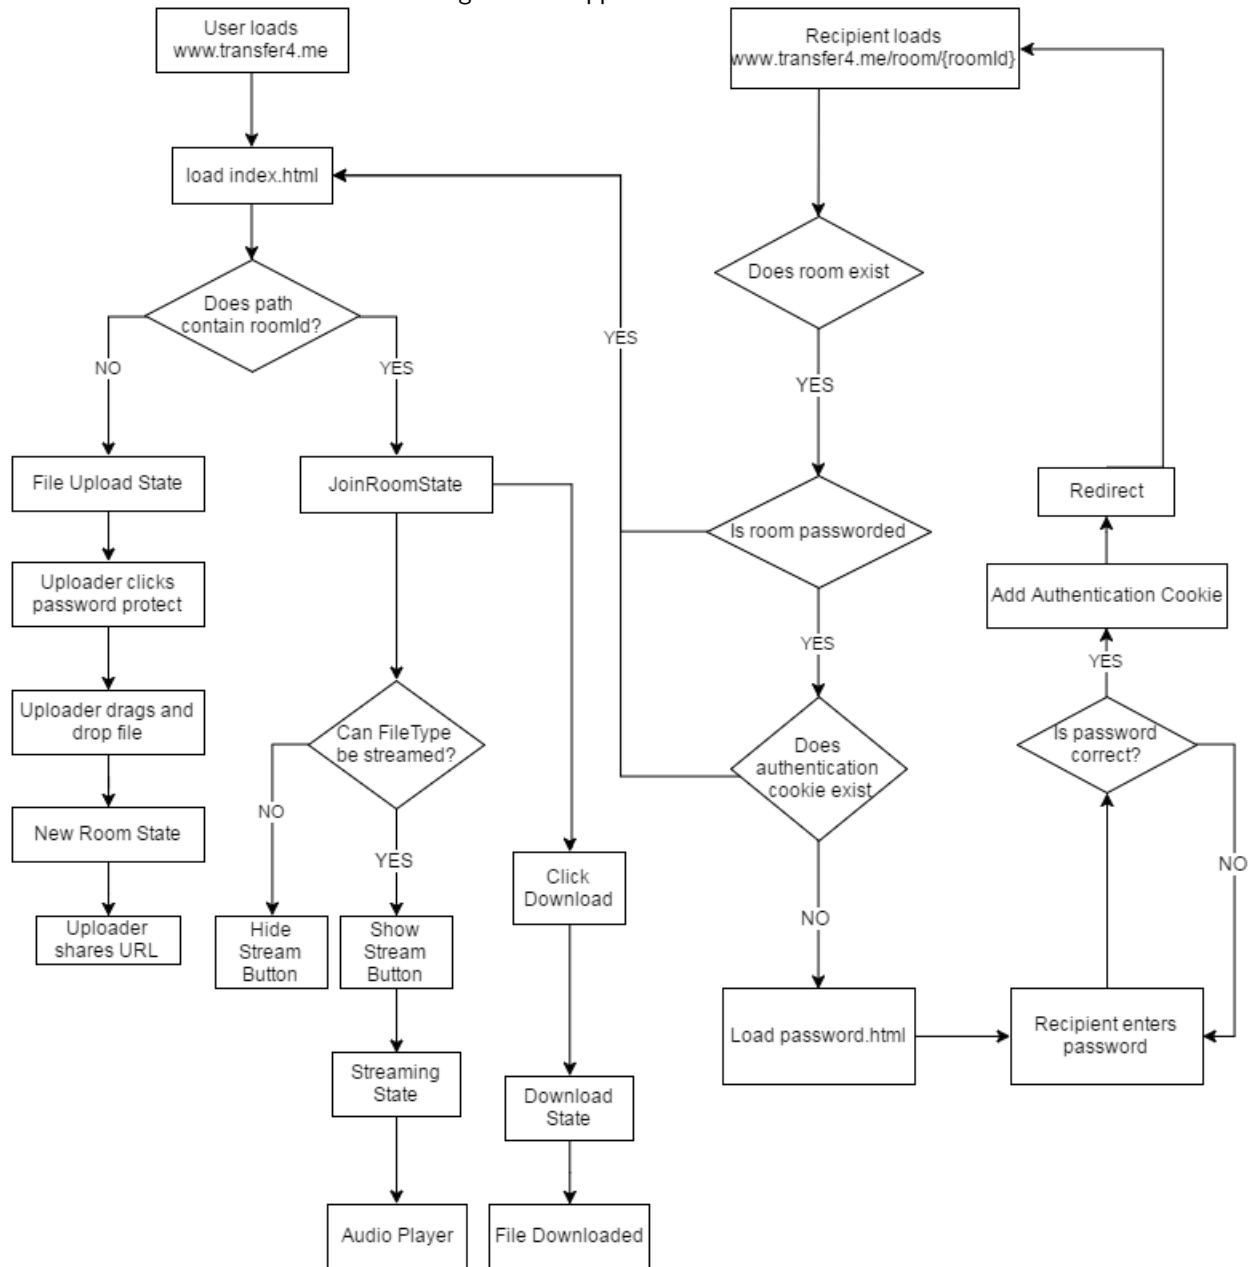 User loads
www.transfer4.me
load index.html
Does path
contain roomId?
NO
YES
File Upload State
Uploader clicks
password protect
Uploader drags and
drop file
New Room State
Uploader
shares URL
JoinRoomState
Can FileType
be streamed?
NO
YES
Hide
Stream
Button
Show
Stream
Button
Streaming
State
Audio Player
Click
Download
Download
State
File Downloaded
Recipient loads
www.transfer4.me/room/{roomId}
Does room exist
YES
YES
Is room passworded
YES
Does
authentication
cookie exist
NO
Load password.html
Recipient enters
password
Is password
correct?
YES
NO
Add Authentication Cookie
Redirect